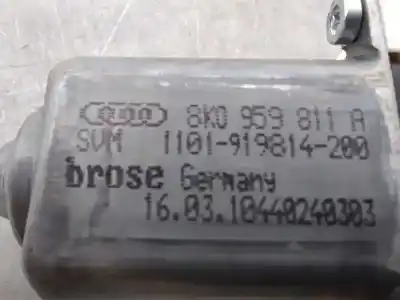 8K0 959 811 A
SVM 1101-919814-200
brose Germany
16.03.10440240303